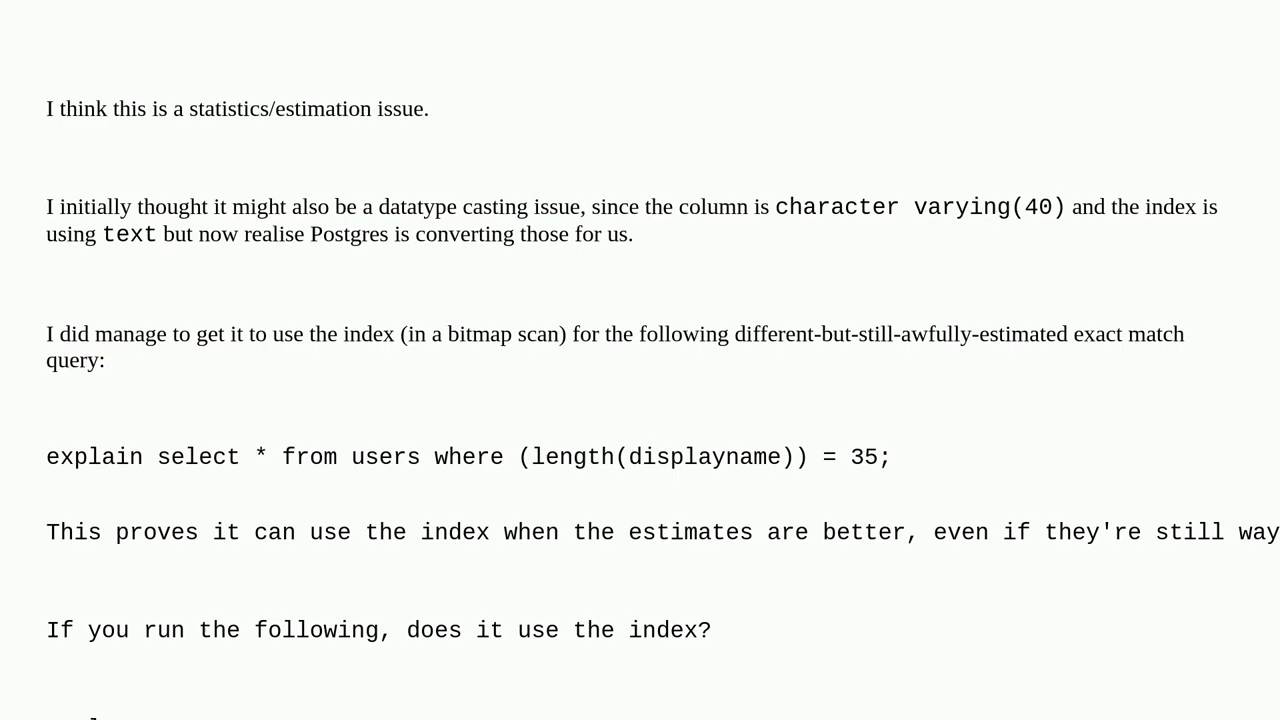 I think this is a statistics/estimation issue.
I initially thought it might also be a datatype casting issue, since the column is character varying(40) and the index is
using text but now realise Postgres is converting those for us.
I did manage to get it to use the index (in a bitmap scan) for the following different-but-still-awfully-estimated exact match
query:
explain select * from users where (length(displayname)) = 35;
This proves it can use the index when the estimates are better, even if they're still way
If you run the following, does it use the index?